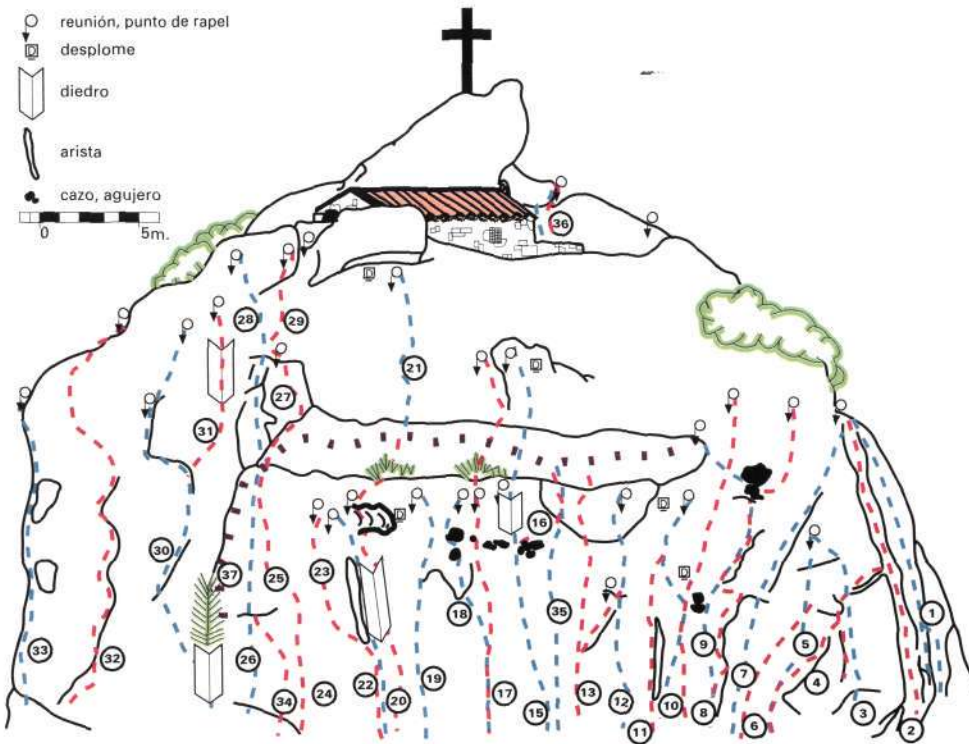 reunión, punto de rapel
D desplome
diedro
arista
cazo, agujero
0 5m.
36
D
28 29
21
D
27
31
16
D
D
30
37 25 23
18
35
D
9
7
5
1
33
32
26
34
24
22
20
19
17
15
13
12
11
10
8
6
4
3
2